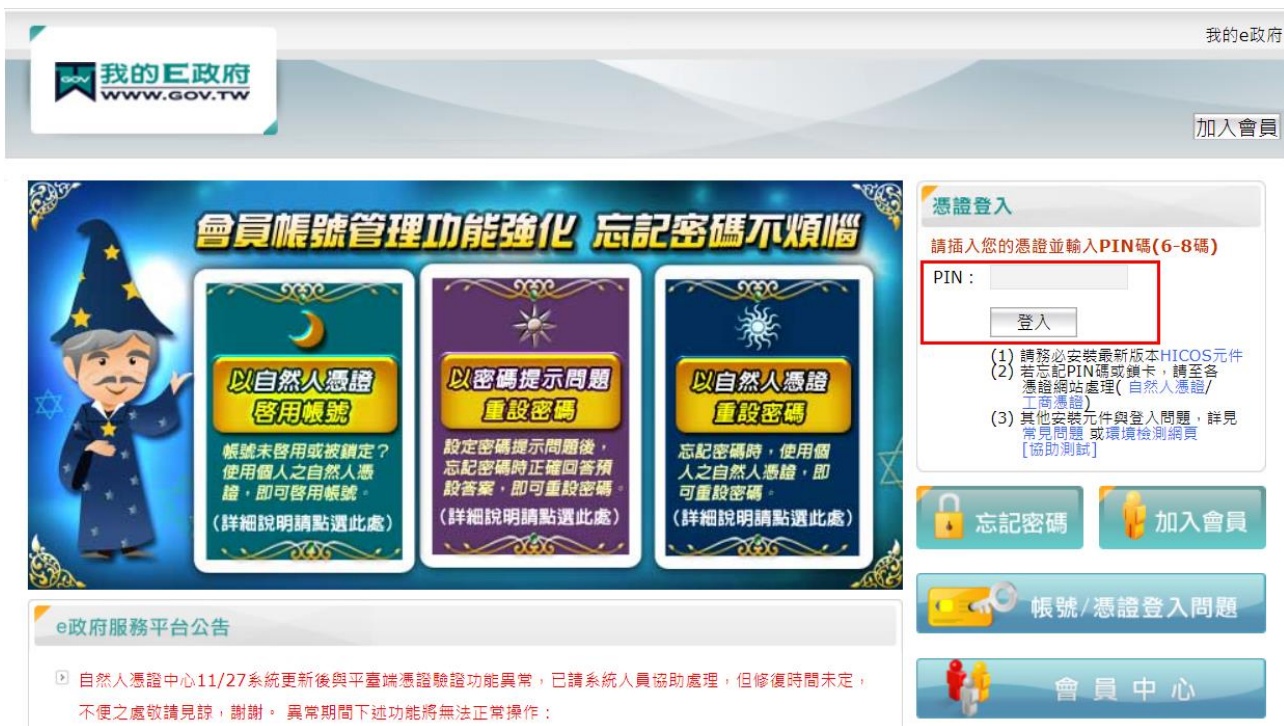 我的e政府
GOV 我的E政府
WWW.GOV.TW
加入會員
會員帳號管理功能強化 忘記密碼不煩惱
以自然人憑證
啓用帳號
帳號未啓用或被鎖定？
使用個人之自然人憑
證，即可啓用帳號。
(詳細說明請點選此處)
以密碼提示問題
重設密碼
設定密碼提示問題後，
忘記密碼時正確回答預
設答案，即可重設密碼。
(詳細說明請點選此處)
以自然人憑證
重設密碼
忘記密碼時，使用個
人之自然人憑證，即
可重設密碼。
(詳細說明請點選此處)
憑證登入
請插入您的憑證並輸入PIN碼(6-8碼)
PIN：
登入
(1) 請務必安裝最新版本HICOS元件
(2) 若忘記PIN碼或鎖卡，請至各
憑證網站處理( 自然人憑證/
工商憑證)
(3) 其他安裝元件與登入問題，詳見
常見問題 或環境檢測網頁
[協助測試]
忘記密碼
加入會員
帳號/憑證登入問題
會員中心
e政府服務平台公告
自然人憑證中心11/27系統更新後與平臺端憑證驗證功能異常，已請系統人員協助處理，但修復時間未定，
不便之處敬請見諒，謝謝。 異常期間下述功能將無法正常操作：